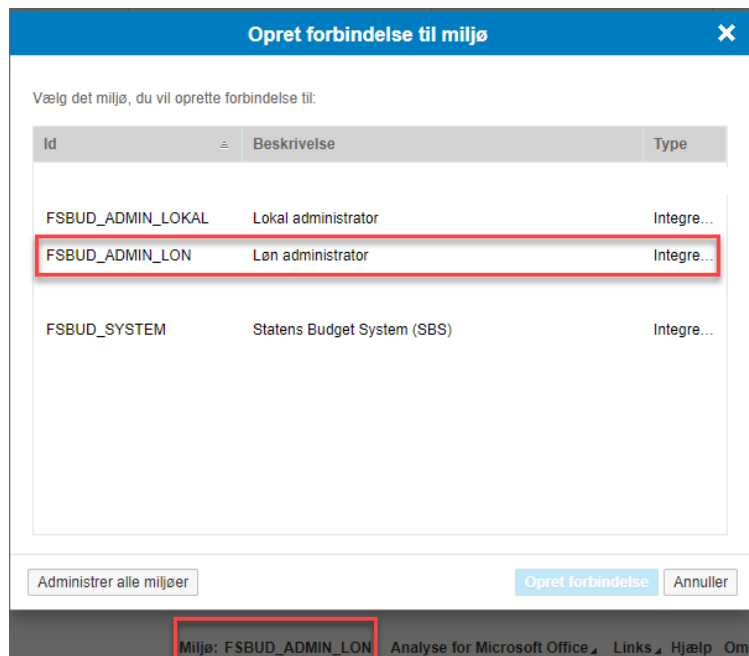 Opret forbindelse til miljø
Vælg det miljø, du vil oprette forbindelse til:
Id Beskrivelse Type
FSBUD_ADMIN_LOKAL Lokal administrator Integre...
FSBUD_ADMIN_LON Løn administrator Integre...
FSBUD_SYSTEM Statens Budget System (SBS) Integre...
Administrer alle miljøer Opret forbindelse Annuller
Miljø: FSBUD_ADMIN_LON Analyse for Microsoft Office Links Hjælp Om